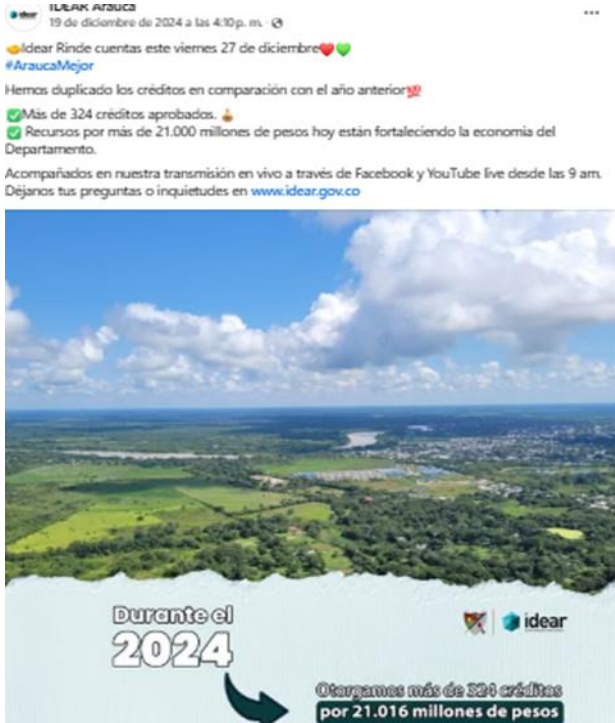 IDEAR Arauca
19 de diciembre de 2024 a las 4:10 p. m. ·
Idear Rinde cuentas este viernes 27 de diciembre
#AraucaMejor
Hemos duplicado los créditos en comparación con el año anterior💯
✅Más de 324 créditos aprobados.
✅ Recursos por más de 21.000 millones de pesos hoy están fortaleciendo la economía del
Departamento.
Acompañados en nuestra transmisión en vivo a través de Facebook y YouTube live desde las 9 am.
Déjanos tus preguntas o inquietudes en www.idear.gov.co
Durante el
2024
idear
Otorgamos más de 324 créditos
por 21.016 millones de pesos